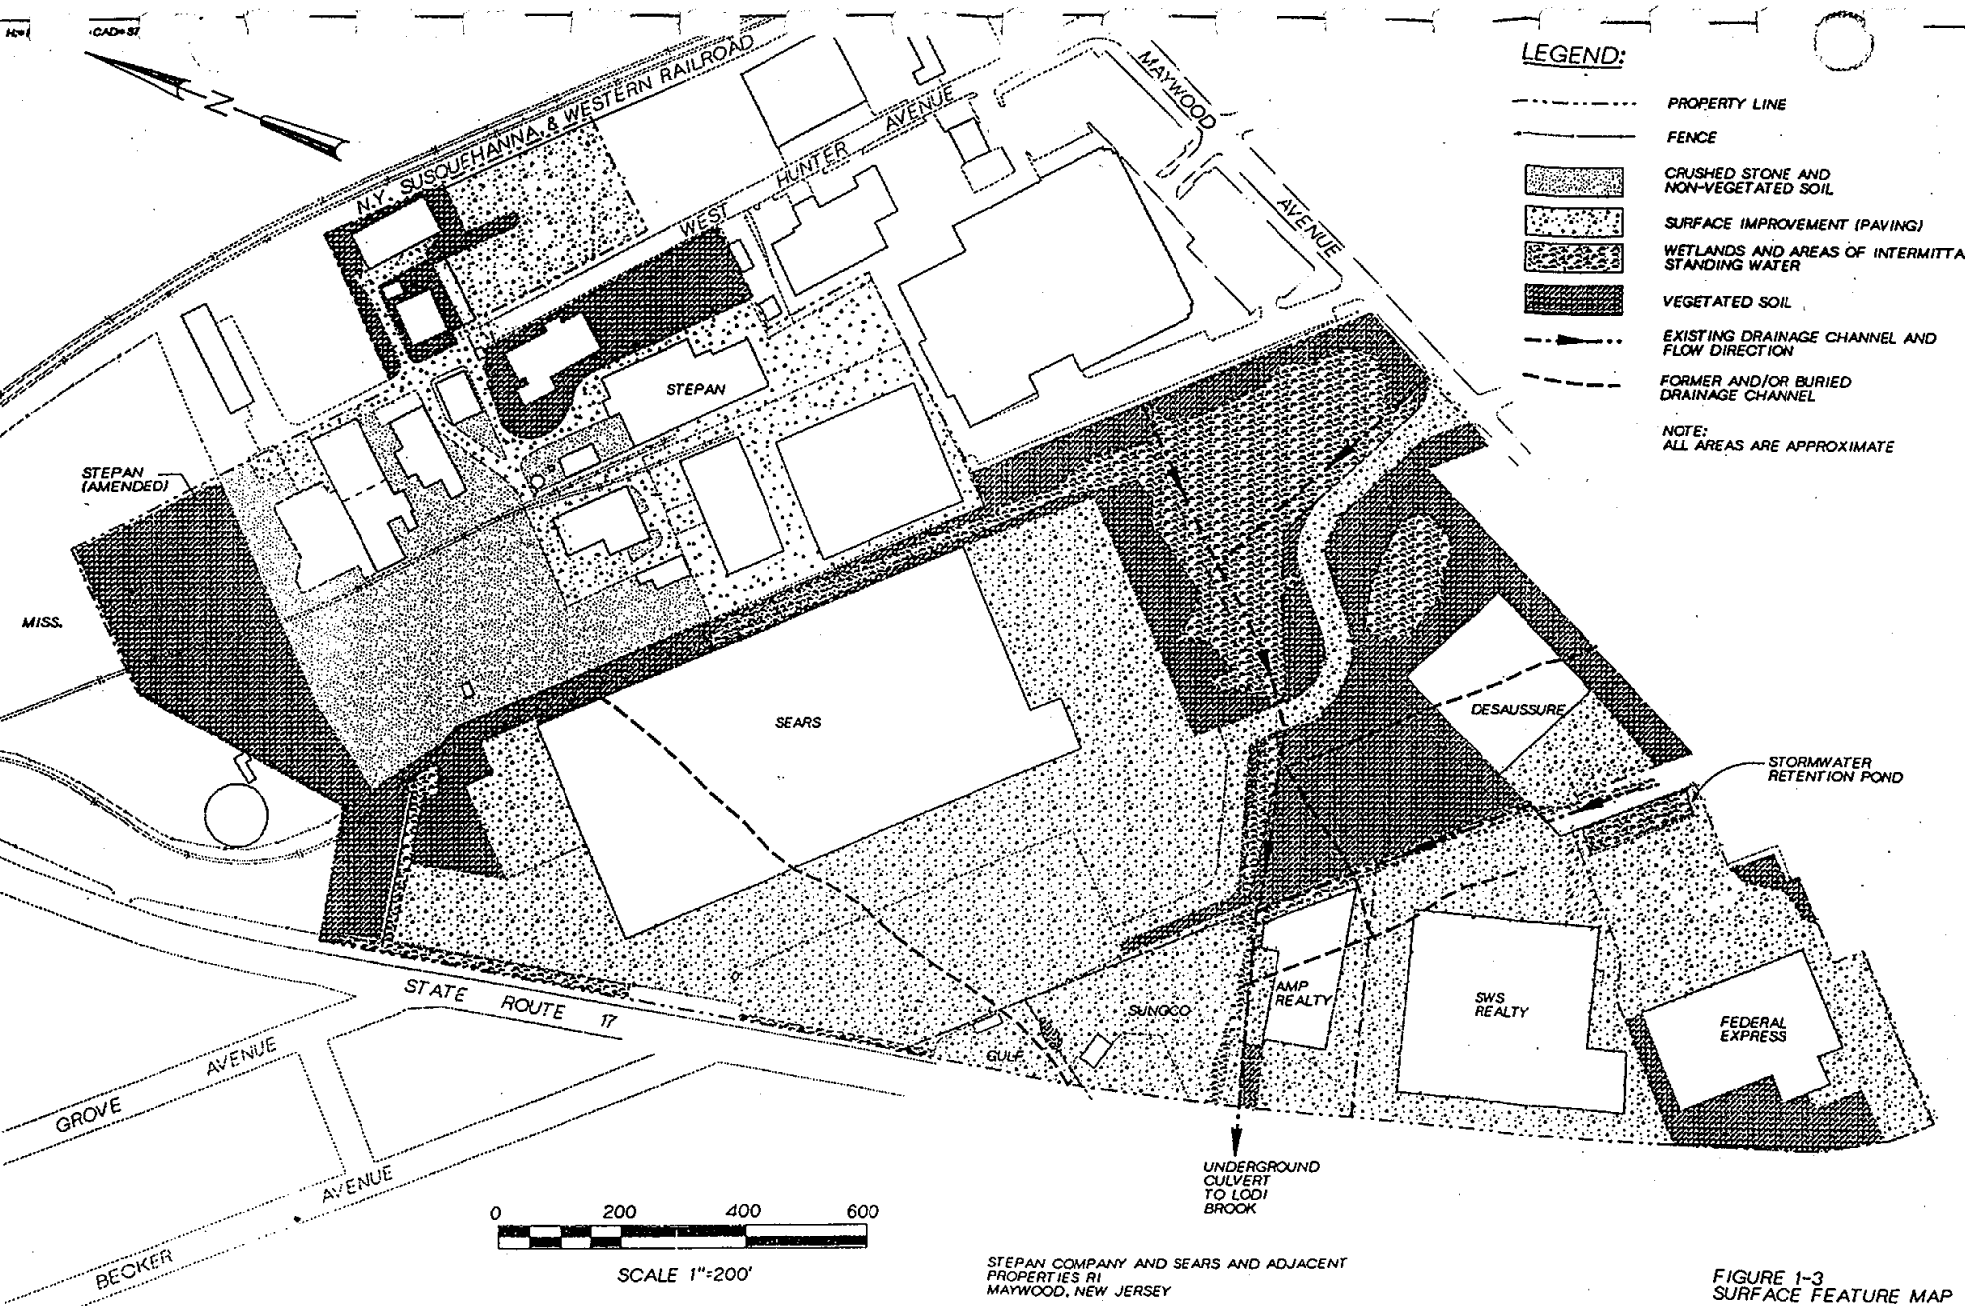 CAD=S7
N
N.Y. SUSQUEHANNA & WESTERN RAILROAD
WEST HUNTER AVENUE
MAYWOOD AVENUE
LEGEND:
PROPERTY LINE
FENCE
CRUSHED STONE AND
NON-VEGETATED SOIL
SURFACE IMPROVEMENT (PAVING)
WETLANDS AND AREAS OF INTERMITTA
STANDING WATER
VEGETATED SOIL
EXISTING DRAINAGE CHANNEL AND
FLOW DIRECTION
FORMER AND/OR BURIED
DRAINAGE CHANNEL
NOTE:
ALL AREAS ARE APPROXIMATE
STEPAN
STEPAN
(AMENDED)
MISS.
SEARS
DESAUSSURE
STORMWATER
RETENTION POND
STATE ROUTE 17
GULF
SUNOCO
AMP
REALTY
SWS
REALTY
FEDERAL
EXPRESS
GROVE AVENUE
BECKER AVENUE
UNDERGROUND
CULVERT
TO LODI
BROOK
0 200 400 600
SCALE 1"=200'
STEPAN COMPANY AND SEARS AND ADJACENT
PROPERTIES RI
MAYWOOD, NEW JERSEY
FIGURE 1-3
SURFACE FEATURE MAP